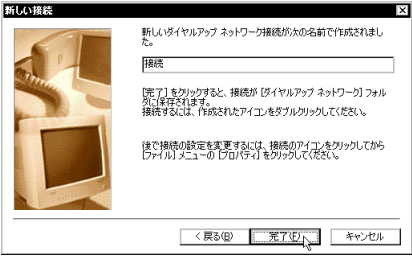 新しい接続
新しいダイヤルアップ ネットワーク接続が次の名前で作成されまし
た。
接続
[完了] をクリックすると、接続が [ダイヤルアップ ネットワーク] フォル
ダに保存されます。
接続するには、作成されたアイコンをダブルクリックしてください。
後で接続の設定を変更するには、接続のアイコンをクリックしてから
[ファイル] メニューの [プロパティ] をクリックしてください。
< 戻る(B)
完了(F)
キャンセル